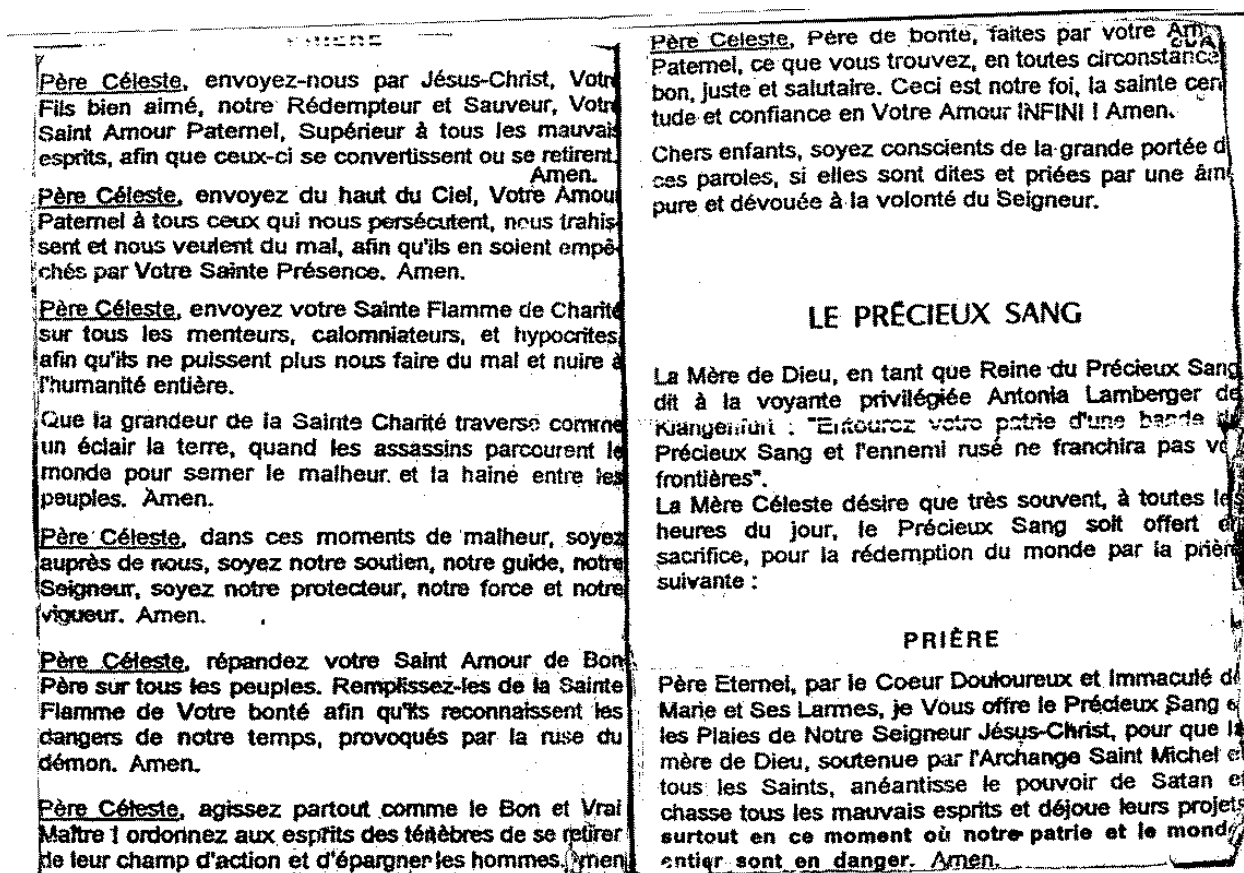 PRIÈRE
Père Céleste, envoyez-nous par Jésus-Christ, Votre
Fils bien aimé, notre Rédempteur et Sauveur, Votre
Saint Amour Paternel, Supérieur à tous les mauvais
esprits, afin que ceux-ci se convertissent ou se retirent.
Amen.
Père Céleste, envoyez du haut du Ciel, Votre Amour
Paternel à tous ceux qui nous persécutent, nous trahis-
sent et nous veulent du mal, afin qu'ils en soient empê-
chés par Votre Sainte Présence. Amen.
Père Céleste, envoyez votre Sainte Flamme de Charité
sur tous les menteurs, calomniateurs, et hypocrites,
afin qu'ils ne puissent plus nous faire du mal et nuire à
l'humanité entière.
Que la grandeur de la Sainte Charité traverse comme
un éclair la terre, quand les assassins parcourent le
monde pour semer le malheur et la haine entre les
peuples. Amen.
Père Céleste, dans ces moments de malheur, soyez
auprès de nous, soyez notre soutien, notre guide, notre
Seigneur, soyez notre protecteur, notre force et notre
vigueur. Amen.
Père Céleste, répandez votre Saint Amour de Bon
Père sur tous les peuples. Remplissez-les de la Sainte
Flamme de Votre bonté afin qu'ils reconnaissent les
dangers de notre temps, provoqués par la ruse du
démon. Amen.
Père Céleste, agissez partout comme le Bon et Vrai
Maître ! ordonnez aux esprits des ténèbres de se retirer
de leur champ d'action et d'épargner les hommes. Amen
Père Celeste, Père de bonté, faites par votre Am
Paternel, ce que vous trouvez, en toutes circonstance
bon, juste et salutaire. Ceci est notre foi, la sainte cer
tude et confiance en Votre Amour INFINI ! Amen.
Chers enfants, soyez conscients de la grande portée d
ces paroles, si elles sont dites et priées par une âm
pure et dévouée à la volonté du Seigneur.
LE PRÉCIEUX SANG
La Mère de Dieu, en tant que Reine du Précieux Sang
dit à la voyante privilégiée Antonia Lamberger de
Klangenfurt : "Entourez votre patrie d'une bande de
Précieux Sang et l'ennemi rusé ne franchira pas vo
frontières".
La Mère Céleste désire que très souvent, à toutes les
heures du jour, le Précieux Sang soit offert en
sacrifice, pour la rédemption du monde par la prière
suivante :
PRIÈRE
Père Eternel, par le Coeur Douloureux et Immaculé de
Marie et Ses Larmes, je Vous offre le Précieux Sang e
les Plaies de Notre Seigneur Jésus-Christ, pour que la
mère de Dieu, soutenue par l'Archange Saint Michel et
tous les Saints, anéantisse le pouvoir de Satan et
chasse tous les mauvais esprits et déjoue leurs projets
surtout en ce moment où notre patrie et le monde
entier sont en danger. Amen.